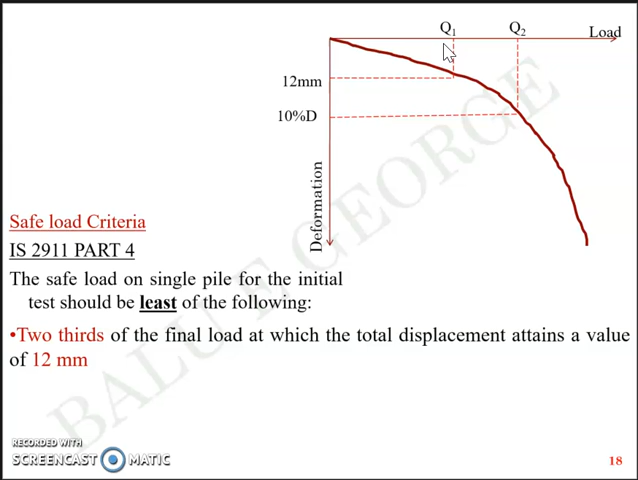 Q1 Q2
Load
12mm
10%D
Deformation
Safe load Criteria
IS 2911 PART 4
The safe load on single pile for the initial
test should be least of the following:
•Two thirds of the final load at which the total displacement attains a value
of 12 mm
BALU E GEORGE
RECORDED WITH
SCREENCAST MATIC
18